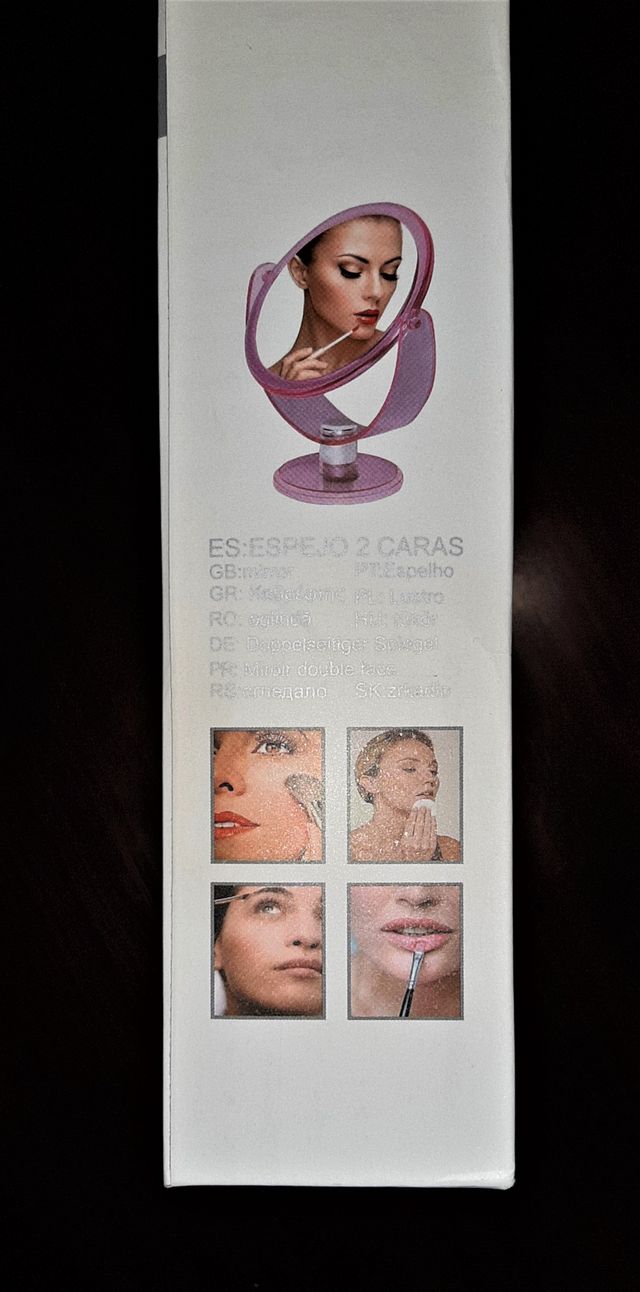 ES:ESPEJO 2 CARAS
GB:mirror PT:Espelho
GR: PL: Lustro
RO: oglindă HU:
DE: Doppelseitiger Spiegel
PR: Miroir double face
RS:огледало SK:zrkadlo